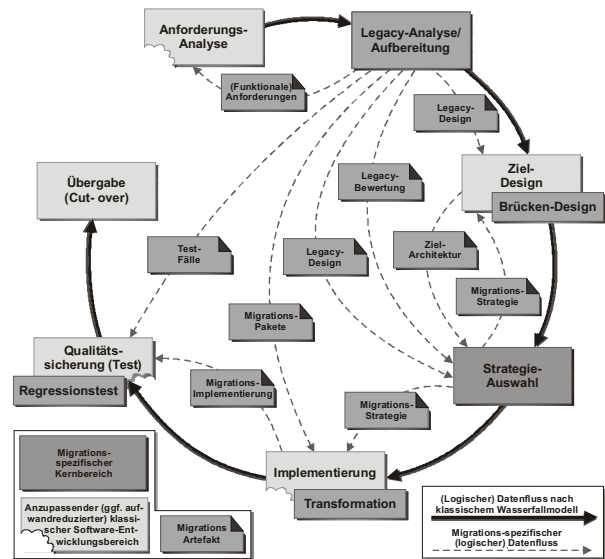 Anforderungs-
Analyse
Legacy-Analyse/
Aufbereitung
(Funktionale)
Anforderungen
Legacy-
Design
Ziel-
Design
Brücken-Design
Legacy-
Bewertung
Übergabe
(Cut- over)
Test-
Fälle
Legacy-
Design
Ziel-
Architektur
Migrations-
Strategie
Migrations-
Pakete
Qualitäts-
sicherung (Test)
Regressionstest
Migrations-
Implementierung
Migrations-
Strategie
Strategie-
Auswahl
Implementierung
Transformation
Migrations-
spezifischer
Kernbereich
Anzupassender (ggf. auf-
wandreduzierter) klassi-
scher Software-Ent-
wicklungsbereich
Migrations
Artefakt
(Logischer) Datenfluss nach
klassischem Wasserfallmodell
Migrations-spezifischer
(logischer) Datenfluss